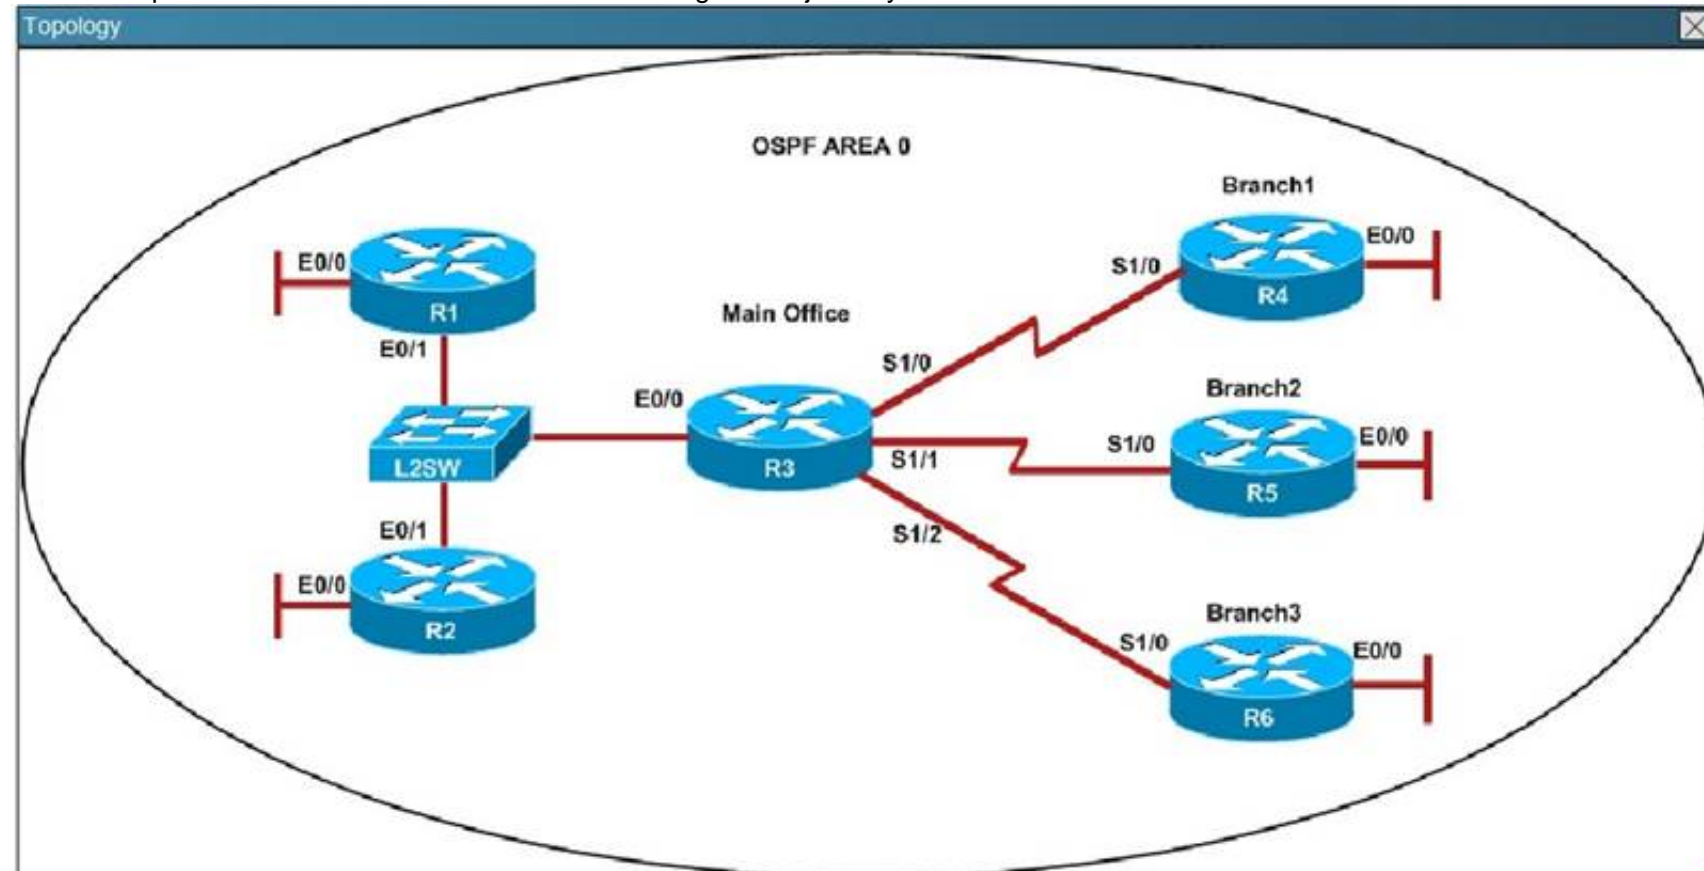 Topology
OSPF AREA 0
Branch1
E0/0
S1/0
R4
E0/0
R1
E0/1
Main Office
S1/0
Branch2
E0/0
S1/0
E0/0
L2SW
R3
S1/1
R5
E0/1
S1/2
E0/0
R2
Branch3
S1/0
E0/0
R6